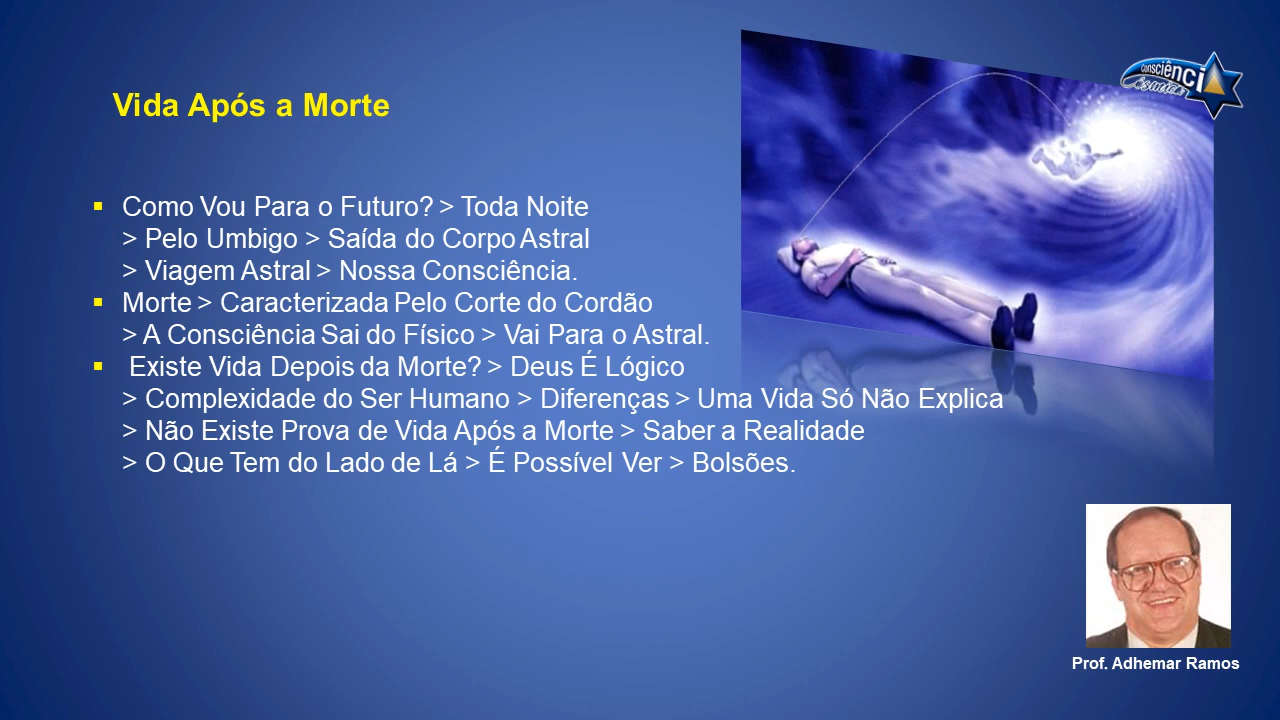 Vida Após a Morte
Consciênci
Cósmica
Como Vou Para o Futuro? > Toda Noite
> Pelo Umbigo > Saída do Corpo Astral
> Viagem Astral > Nossa Consciência.
Morte > Caracterizada Pelo Corte do Cordão
> A Consciência Sai do Físico > Vai Para o Astral.
Existe Vida Depois da Morte? > Deus É Lógico
> Complexidade do Ser Humano > Diferenças > Uma Vida Só Não Explica
> Não Existe Prova de Vida Após a Morte > Saber a Realidade
> O Que Tem do Lado de Lá > É Possível Ver > Bolsões.
Prof. Adhemar Ramos